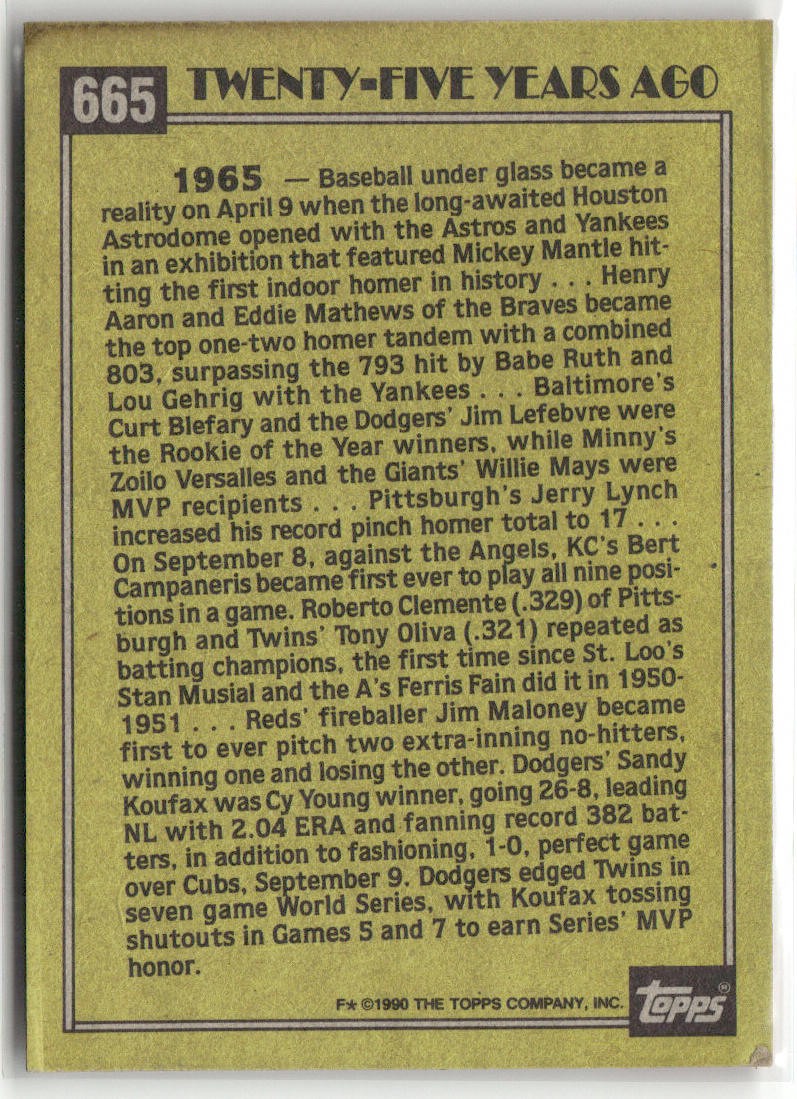 665
TWENTY-FIVE YEARS AGO
1965 — Baseball under glass became a
reality on April 9 when the long-awaited Houston
Astrodome opened with the Astros and Yankees
in an exhibition that featured Mickey Mantle hit-
ting the first indoor homer in history . . . Henry
Aaron and Eddie Mathews of the Braves became
the top one-two homer tandem with a combined
803, surpassing the 793 hit by Babe Ruth and
Lou Gehrig with the Yankees . . . Baltimore's
Curt Blefary and the Dodgers' Jim Lefebvre were
the Rookie of the Year winners, while Minny's
Zoilo Versalles and the Giants' Willie Mays were
MVP recipients . . . Pittsburgh's Jerry Lynch
increased his record pinch homer total to 17 . . .
On September 8, against the Angels, KC's Bert
Campaneris became first ever to play all nine posi-
tions in a game. Roberto Clemente (.329) of Pitts-
burgh and Twins' Tony Oliva (.321) repeated as
batting champions, the first time since St. Loo's
Stan Musial and the A's Ferris Fain did it in 1950-
1951 . . . Reds' fireballer Jim Maloney became
first to ever pitch two extra-inning no-hitters,
winning one and losing the other. Dodgers' Sandy
Koufax was Cy Young winner, going 26-8, leading
NL with 2.04 ERA and fanning record 382 bat-
ters, in addition to fashioning, 1-0, perfect game
over Cubs, September 9. Dodgers edged Twins in
seven game World Series, with Koufax tossing
shutouts in Games 5 and 7 to earn Series' MVP
honor.
F★ ©1990 THE TOPPS COMPANY, INC.
TOPPS®